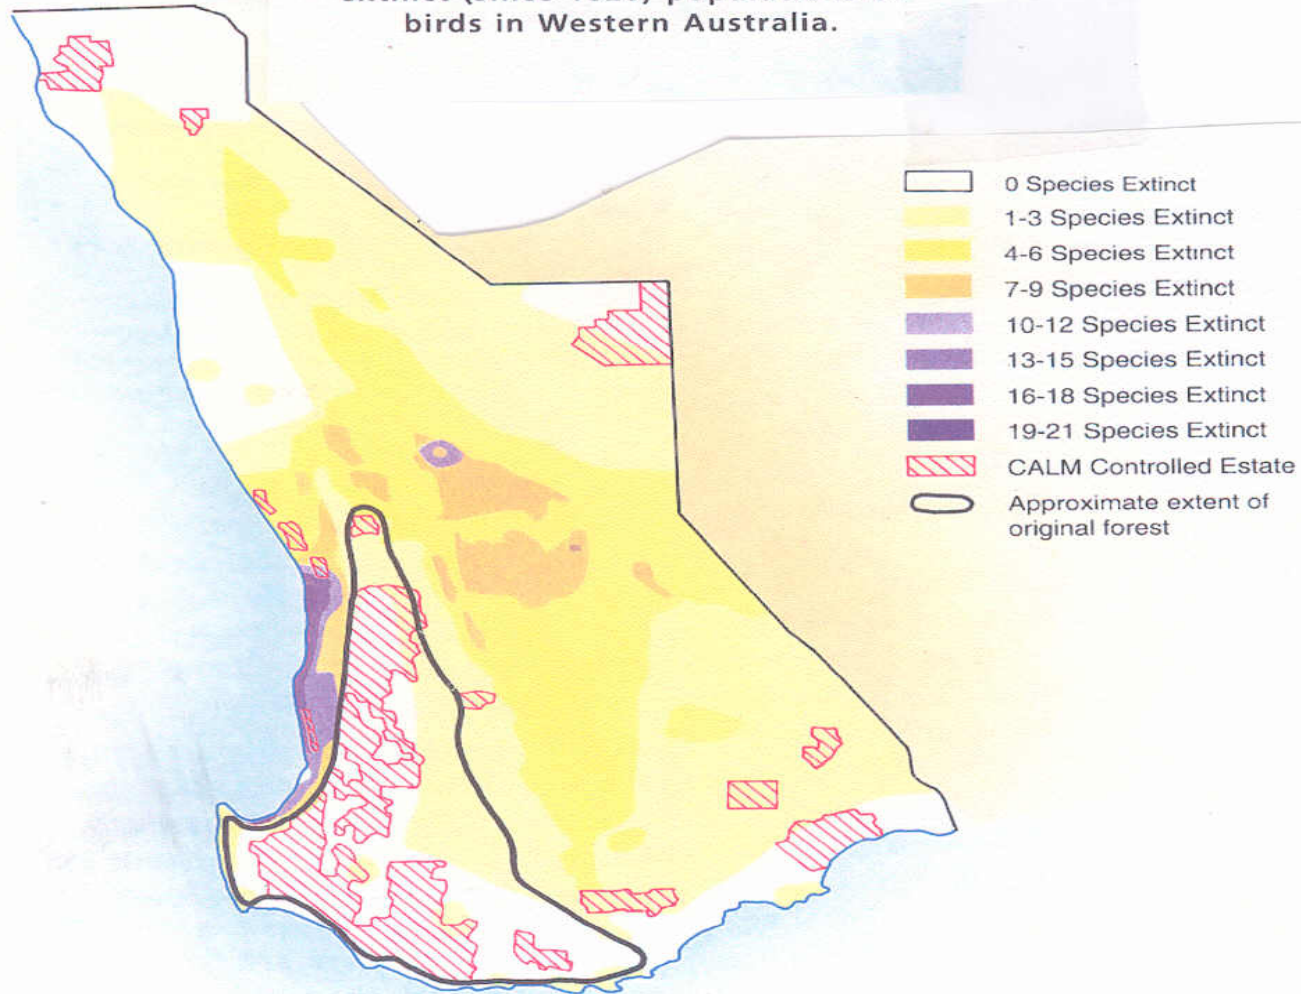 birds in Western Australia.
0 Species Extinct
1-3 Species Extinct
4-6 Species Extinct
7-9 Species Extinct
10-12 Species Extinct
13-15 Species Extinct
16-18 Species Extinct
19-21 Species Extinct
CALM Controlled Estate
Approximate extent of
original forest